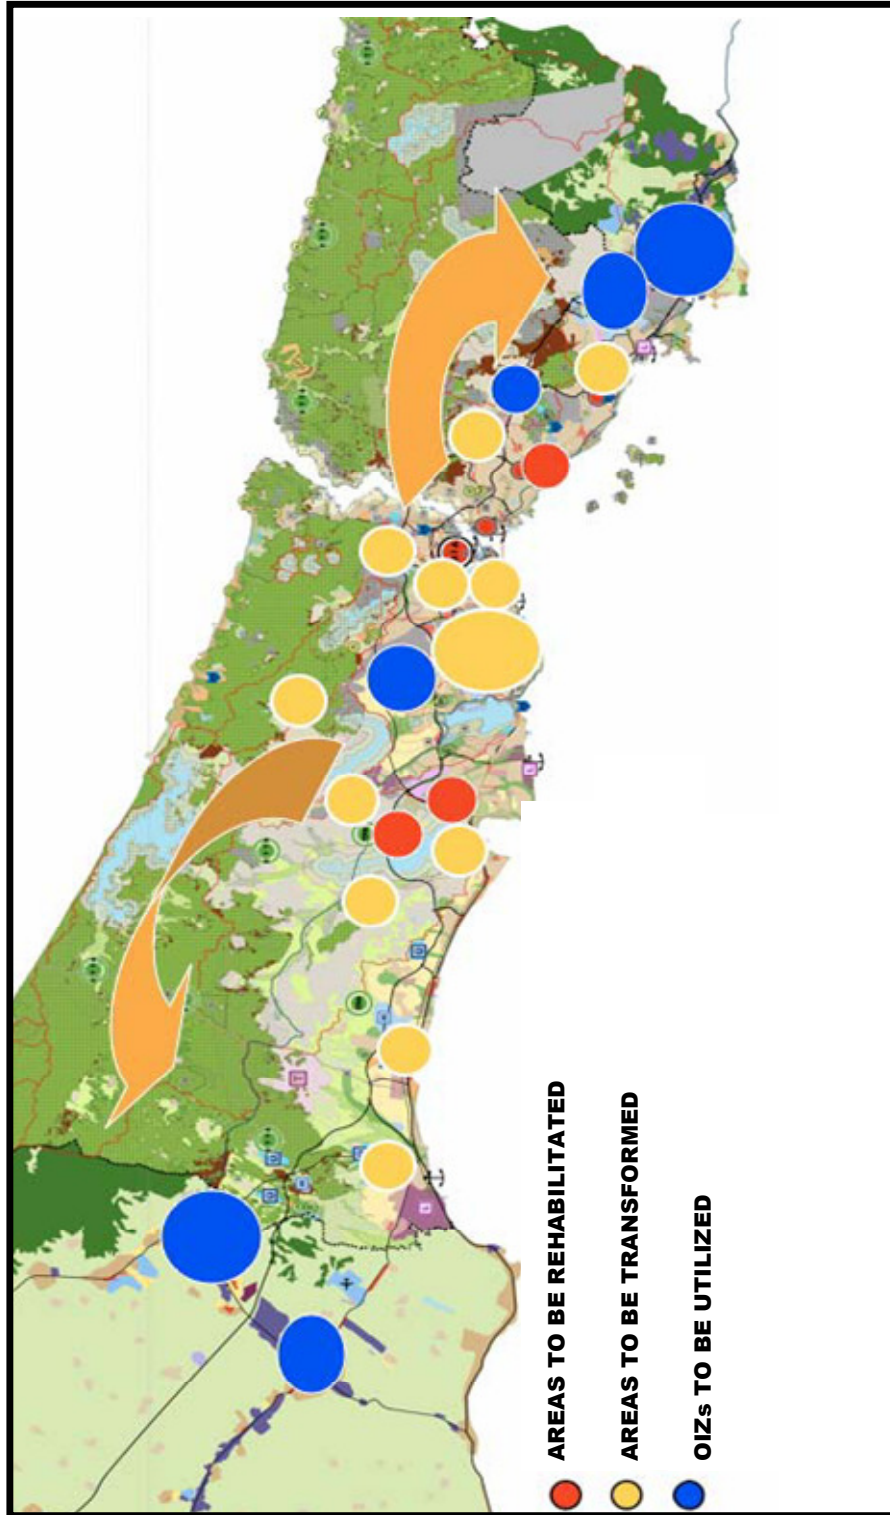 AREAS TO BE REHABILITATED
AREAS TO BE TRANSFORMED
OIZs TO BE UTILIZED